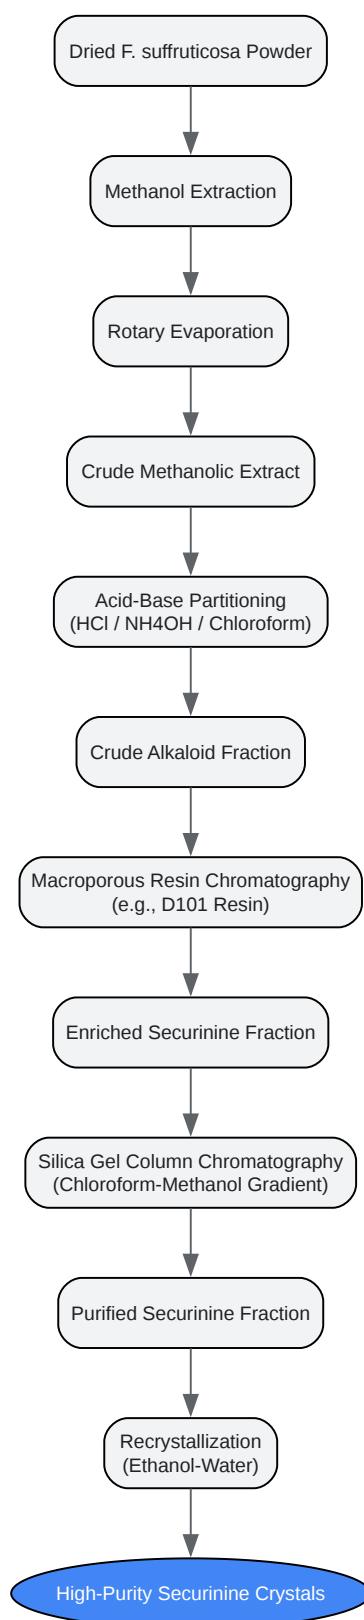 Dried F. suffruticosa Powder
Methanol Extraction
Rotary Evaporation
Crude Methanolic Extract
Acid-Base Partitioning
(HCl / NH4OH / Chloroform)
Crude Alkaloid Fraction
Macroporous Resin Chromatography
(e.g., D101 Resin)
Enriched Securinine Fraction
Silica Gel Column Chromatography
(Chloroform-Methanol Gradient)
Purified Securinine Fraction
Recrystallization
(Ethanol-Water)
High-Purity Securinine Crystals